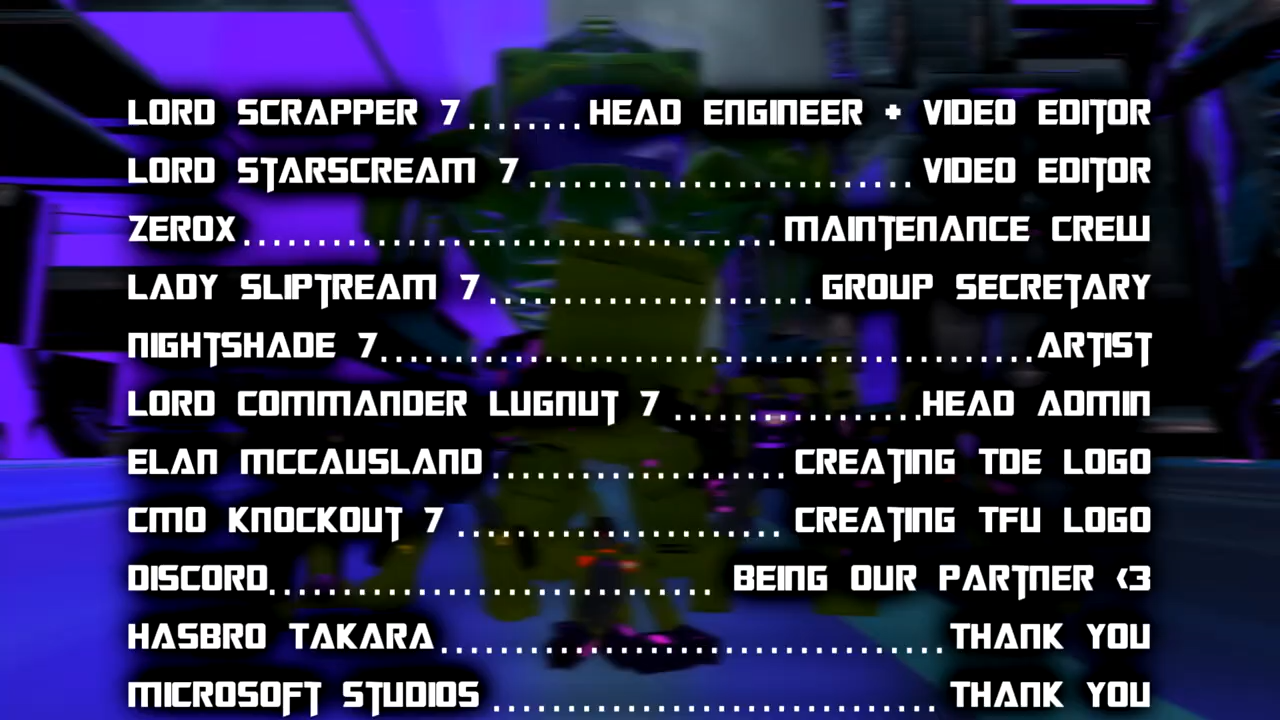 LORD SCRAPPER 7........HEAD ENGINEER + VIDEO EDITOR
LORD STARSCREAM 7.............................VIDEO EDITOR
ZEROX........................................MAINTENANCE CREW
LADY SLIPTREAM 7.........................GROUP SECRETARY
NIGHTSHADE 7.................................................ARTIST
LORD COMMANDER LUGNUT 7...................HEAD ADMIN
ELAN MCCAUSLAND......................CREATING TDE LOGO
CMO KNOCKOUT 7.........................CREATING TFU LOGO
DISCORD..................................BEING OUR PARTNER <3
HASBRO TAKARA......................................THANK YOU
MICROSOFT STUDIOS..................................THANK YOU